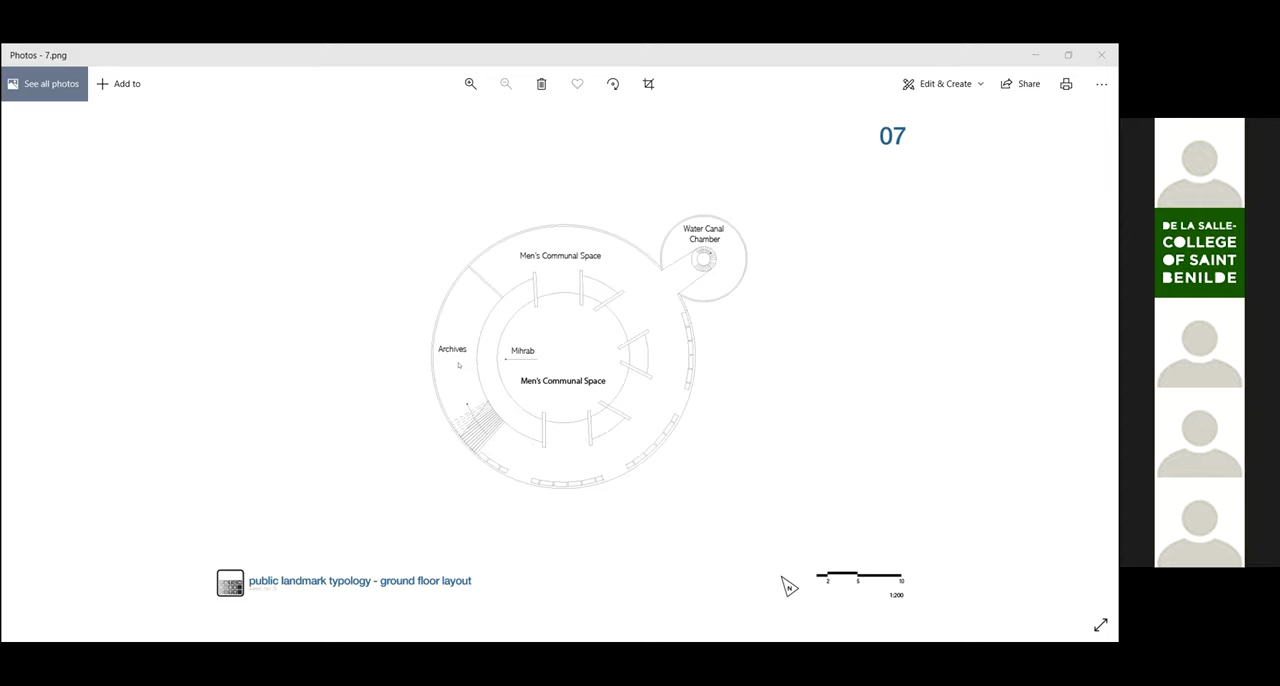 Photos - 7.png
See all photos
Add to
Edit & Create
Share
07
Water Canal
Chamber
Men's Communal Space
Archives
Mihrab
Men's Communal Space
public landmark typology - ground floor layout
N
2 5 10
1:200
DE LA SALLE-
COLLEGE
OF SAINT
BENILDE